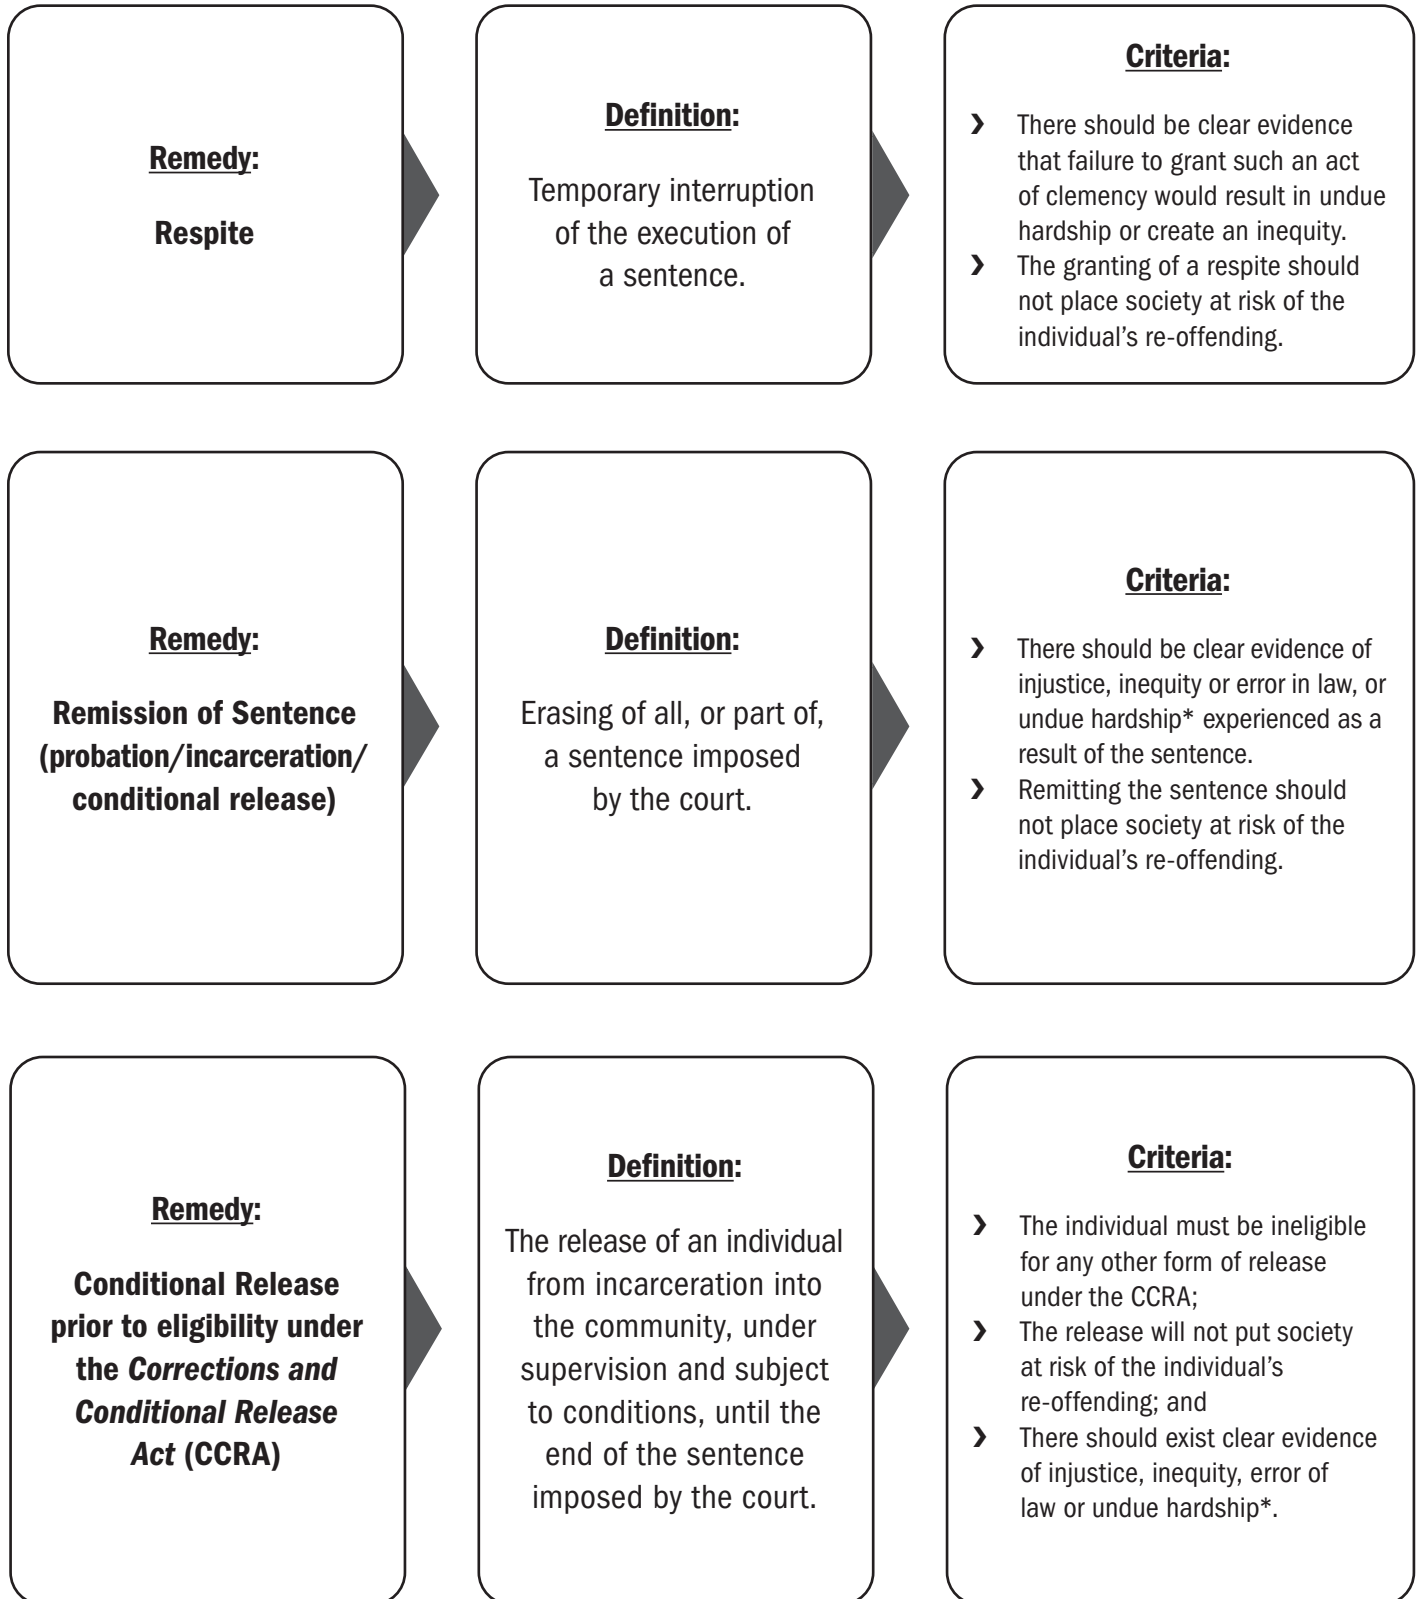 Remedy:
Respite
Definition:
Temporary interruption
of the execution of
a sentence.
Criteria:
❯ There should be clear evidence
that failure to grant such an act
of clemency would result in undue
hardship or create an inequity.
❯ The granting of a respite should
not place society at risk of the
individual’s re-offending.
Remedy:
Remission of Sentence
(probation/incarceration/
conditional release)
Definition:
Erasing of all, or part of,
a sentence imposed
by the court.
Criteria:
❯ There should be clear evidence of
injustice, inequity or error in law, or
undue hardship* experienced as a
result of the sentence.
❯ Remitting the sentence should
not place society at risk of the
individual’s re-offending.
Remedy:
Conditional Release
prior to eligibility under
the Corrections and
Conditional Release
Act (CCRA)
Definition:
The release of an individual
from incarceration into
the community, under
supervision and subject
to conditions, until the
end of the sentence
imposed by the court.
Criteria:
❯ The individual must be ineligible
for any other form of release
under the CCRA;
❯ The release will not put society
at risk of the individual’s
re-offending; and
❯ There should exist clear evidence
of injustice, inequity, error of
law or undue hardship*.